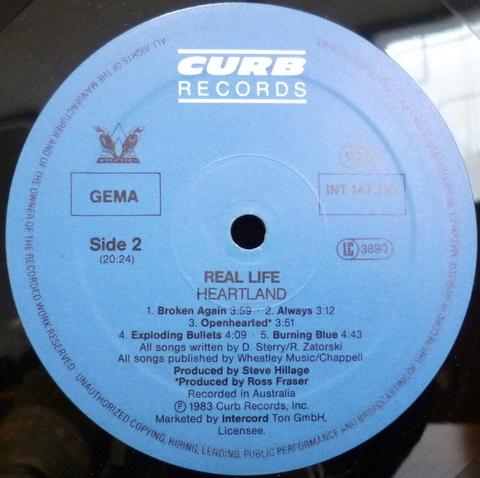 CURB
RECORDS
GEMA
Side 2
(20:24)
LC 3890
REAL LIFE
HEARTLAND
1. Broken Again 3:59 · 2. Always 3:12
3. Openhearted* 3:51
4. Exploding Bullets 4:09 · 5. Burning Blue 4:43
All songs written by D. Sterry/R. Zatorski
All songs published by Wheatley Music/Chappell
Produced by Steve Hillage
*Produced by Ross Fraser
Recorded in Australia
Ⓟ 1983 Curb Records, Inc.
Marketed by Intercord Ton GmbH,
Licensee.
ALL RIGHTS OF THE MANUFACTURER AND OF THE OWNER OF THE RECORDED WORK RESERVED. UNAUTHORIZED COPYING, HIRING, LENDING, PUBLIC PERFORMANCE AND BROADCASTING OF THE